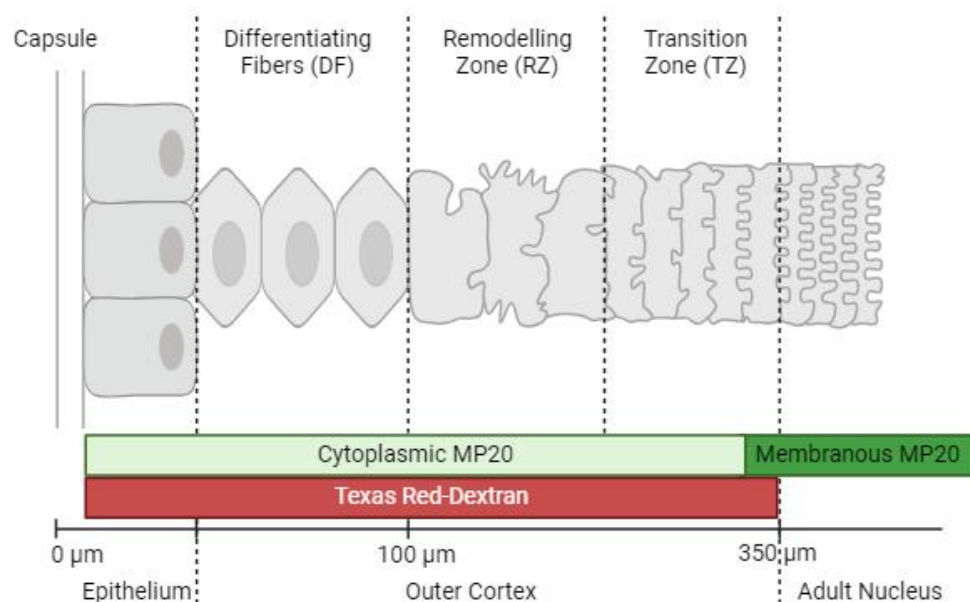 Capsule
Differentiating
Fibers (DF)
Remodelling
Zone (RZ)
Transition
Zone (TZ)
Cytoplasmic MP20
Membranous MP20
Texas Red-Dextran
0 µm
100 µm
350 µm
Epithelium
Outer Cortex
Adult Nucleus